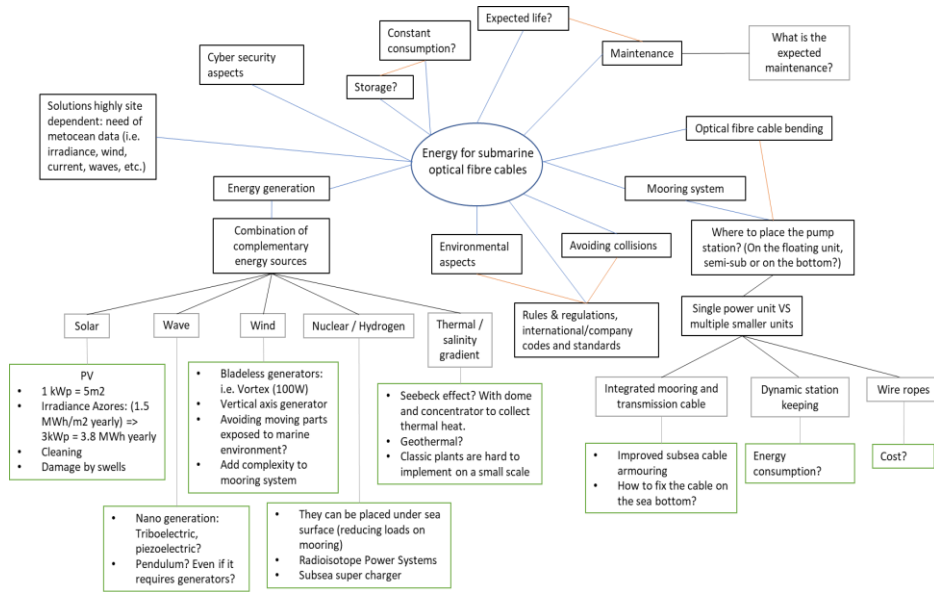 Expected life?
Constant
consumption?
What is the
expected
maintenance?
Cyber security
aspects
Maintenance
Storage?
Solutions highly site
dependent: need of
metocean data (i.e.
irradiance, wind,
current, waves, etc.)
Optical fibre cable bending
Energy for submarine
optical fibre cables
Energy generation
Mooring system
Combination of
complementary
energy sources
Environmental
aspects
Avoiding collisions
Where to place the pump
station? (On the floating unit,
semi-sub or on the bottom?)
Rules & regulations,
international/company
codes and standards
Single power unit VS
multiple smaller units
Solar
Wave
Wind
Nuclear / Hydrogen
Thermal /
salinity
gradient
PV
• 1 kWp = 5m2
• Irradiance Azores: (1.5
MWh/m2 yearly) =>
3kWp = 3.8 MWh yearly
• Cleaning
• Damage by swells
• Bladeless generators:
i.e. Vortex (100W)
• Vertical axis generator
• Avoiding moving parts
exposed to marine
environment?
• Add complexity to
mooring system
• Seebeck effect? With dome
and concentrator to collect
thermal heat.
• Geothermal?
• Classic plants are hard to
implement on a small scale
Integrated mooring and
transmission cable
Dynamic station
keeping
Wire ropes
• Improved subsea cable
armouring
• How to fix the cable on
the sea bottom?
Energy
consumption?
Cost?
• Nano generation:
Triboelectric,
piezoelectric?
• Pendulum? Even if it
requires generators?
• They can be placed under sea
surface (reducing loads on
mooring)
• Radioisotope Power Systems
• Subsea super charger